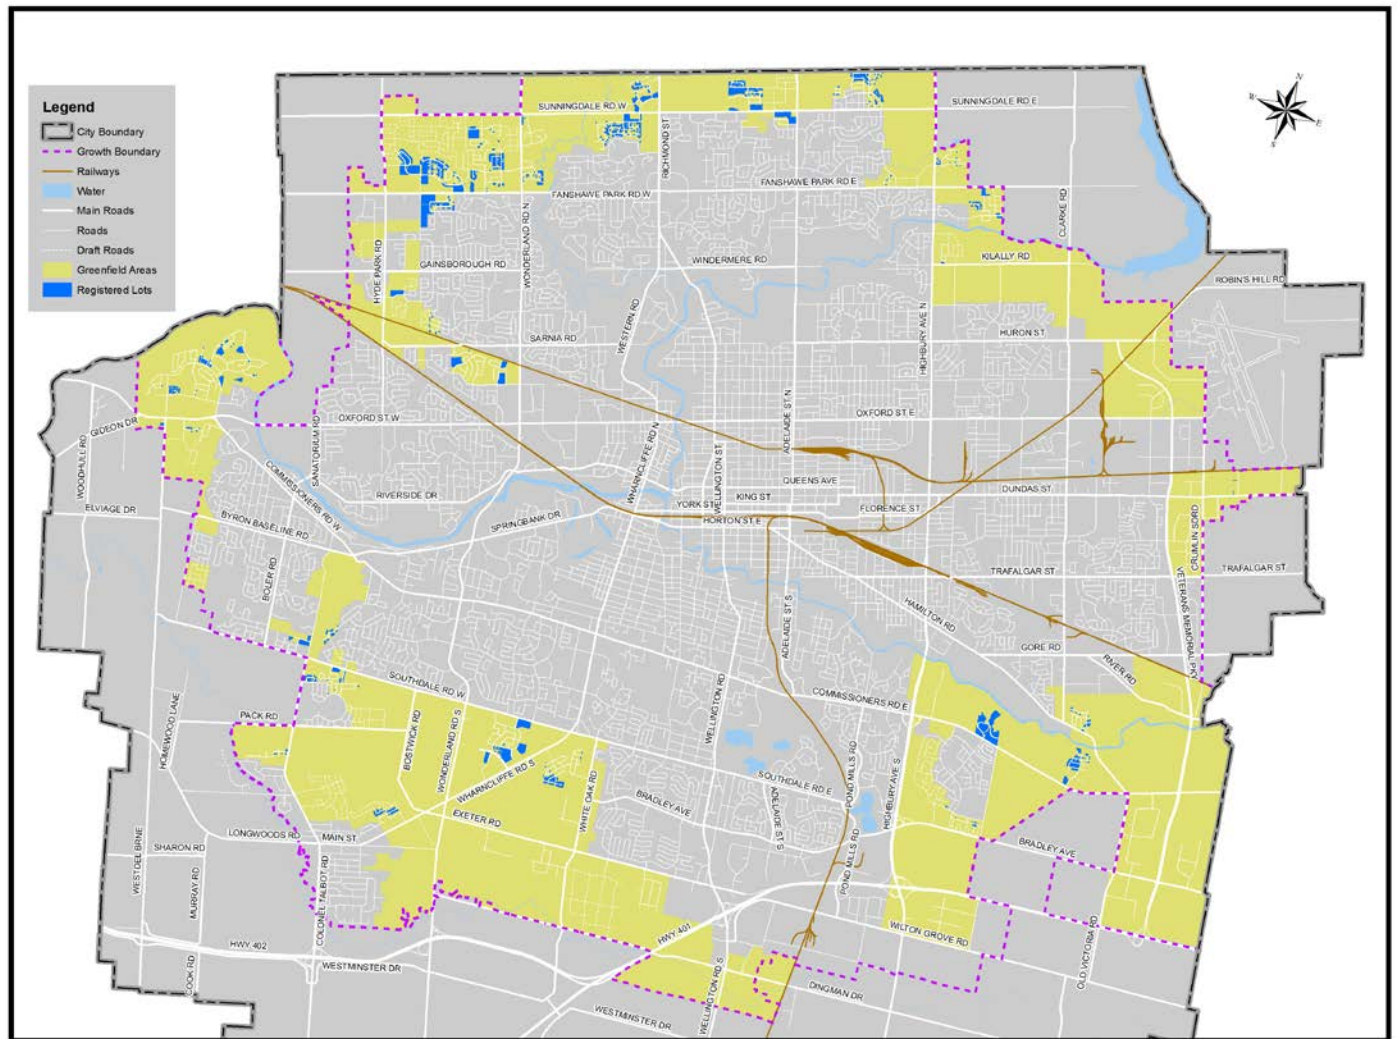 N
W
E
S
Legend
City Boundary
Growth Boundary
Railways
Water
Main Roads
Roads
Draft Roads
Greenfield Areas
Registered Lots
SUNNINGDALE RD W
SUNNINGDALE RD E
RICHMOND ST
FANSHAWE PARK RD W
FANSHAWE PARK RD E
CLARKE RD
WONDERLAND RD N
HYDE PARK RD
GAINSBOROUGH RD
WINDERMERE RD
KILALLY RD
ROBIN'S HILL RD
WESTERN RD
SARNIA RD
HIGHBURY AVE N
HURON ST
OXFORD ST W
OXFORD ST E
ADELAIDE ST N
GIDEON DR
WOODHULL RD
SANATORIUM RD
COMMISSIONERS RD W
WHARNCLIFFE RD N
WELLINGTON ST
QUEENS AVE
DUNDAS ST
RIVERSIDE DR
KING ST
YORK ST
FLORENCE ST
ELVIAGE DR
SPRINGBANK DR
HORTON ST E
BYRON BASELINE RD
CRUMLIN SDRD
BOLER RD
TRAFALGAR ST
TRAFALGAR ST
VETERANS MEMORIAL PKY
HAMILTON RD
ADELAIDE ST S
GORE RD
RIVER RD
SOUTHDALE RD W
COMMISSIONERS RD E
WELLINGTON RD
PACK RD
HOMEWOOD LANE
BOSTWICK RD
WONDERLAND RD S
WHARNCLIFFE RD S
POND MILLS RD
HIGHBURY AVE S
SOUTHDALE RD E
WHITE OAK RD
BRADLEY AVE
ADELAIDE ST S
EXETER RD
LONGWOODS RD
MAIN ST
SHARON RD
WESTDEL BRNE
MURRAY RD
COLONEL TALBOT RD
POND MILLS RD
BRADLEY AVE
HWY 401
WILTON GROVE RD
OLD VICTORIA RD
HWY 402
WESTMINSTER DR
COOK RD
WELLINGTON RD S
DINGMAN DR
WESTMINSTER DR